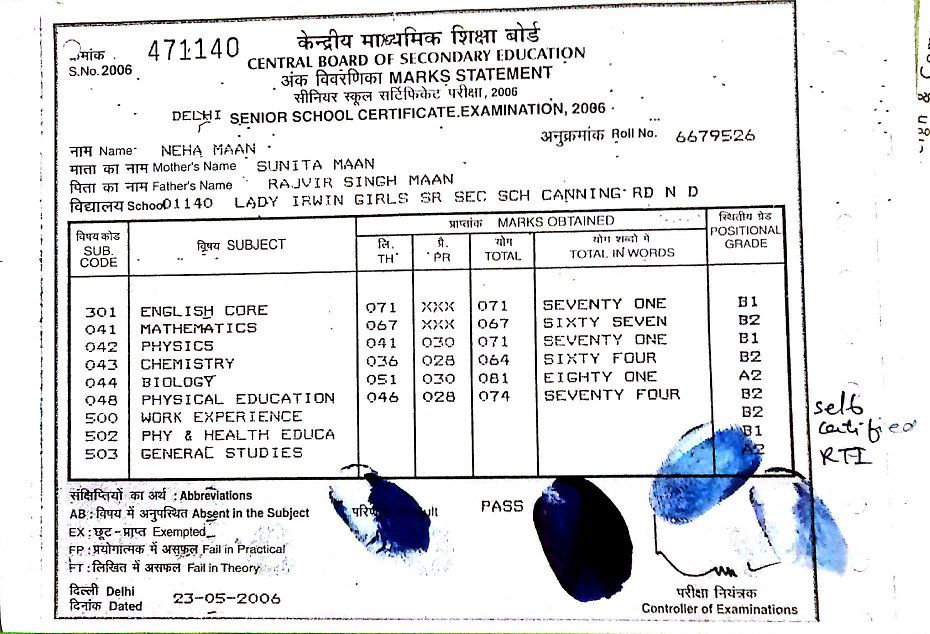 क्रमांक 471140
S.No. 2006
केन्द्रीय माध्यमिक शिक्षा बोर्ड
CENTRAL BOARD OF SECONDARY EDUCATION
अंक विवरणिका MARKS STATEMENT
सीनियर स्कूल सर्टिफिकेट परीक्षा, 2006
DELHI SENIOR SCHOOL CERTIFICATE EXAMINATION, 2006
अनुक्रमांक Roll No. 6679526
नाम Name NEHA MAAN
माता का नाम Mother's Name SUNITA MAAN
पिता का नाम Father's Name RAJVIR SINGH MAAN
विद्यालय School 01140 LADY IRWIN GIRLS SR SEC SCH CANNING RD N D
विषय कोड SUB. CODE विषय SUBJECT प्राप्तांक MARKS OBTAINED स्थितीय ग्रेड POSITIONAL GRADE
लि. TH प्रै. PR योग TOTAL योग शब्दों में TOTAL IN WORDS
301 ENGLISH CORE 071 XXX 071 SEVENTY ONE B1
041 MATHEMATICS 067 XXX 067 SIXTY SEVEN B2
042 PHYSICS 041 030 071 SEVENTY ONE B1
043 CHEMISTRY 036 028 064 SIXTY FOUR B2
044 BIOLOGY 051 030 081 EIGHTY ONE A2
048 PHYSICAL EDUCATION 046 028 074 SEVENTY FOUR B2
500 WORK EXPERIENCE B2
502 PHY & HEALTH EDUCA B1
503 GENERAL STUDIES A2
self
certified
RTI
संक्षिप्तियों का अर्थ : Abbreviations
AB : विषय में अनुपस्थित Absent in the Subject
PASS
EX : छूट - प्राप्त Exempted
FP : प्रयोगात्मक में असफल Fail in Practical
FT : लिखित में असफल Fail in Theory
दिल्ली Delhi
दिनांक Dated 23-05-2006
परीक्षा नियंत्रक
Controller of Examinations